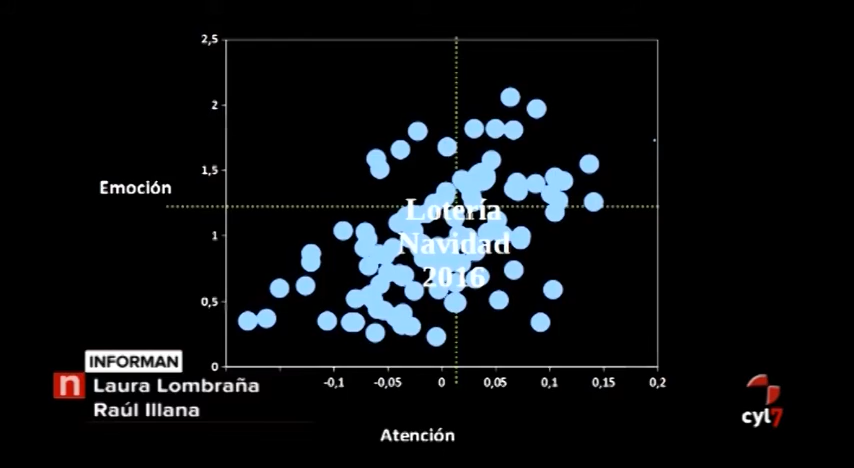 2,5
2
Emoción
1,5
1
0,5
0
Lotería
Navidad
2016
-0,1
-0,05
0
0,05
0,1
0,15
0,2
Atención
INFORMAN
n
Laura Lombraña
Raúl Illana
cyl7